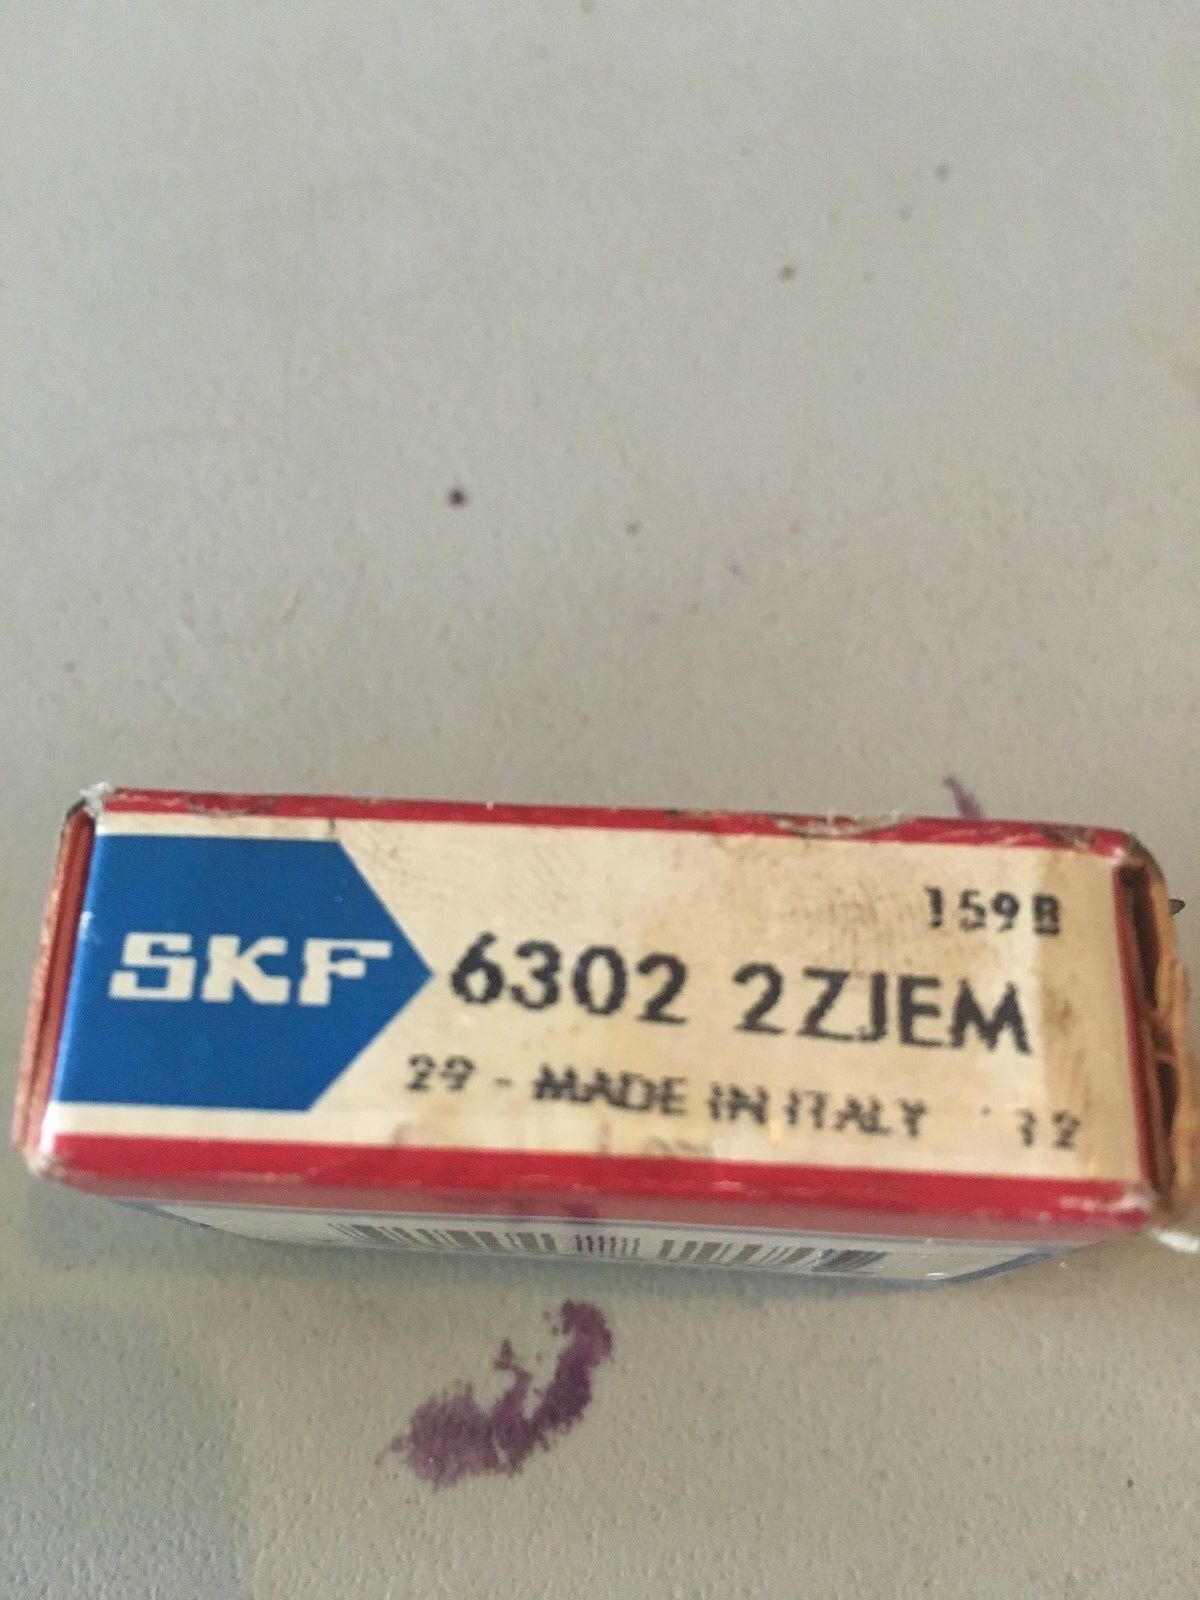 159B
SKF 6302 2ZJEM
29 - MADE IN ITALY 12